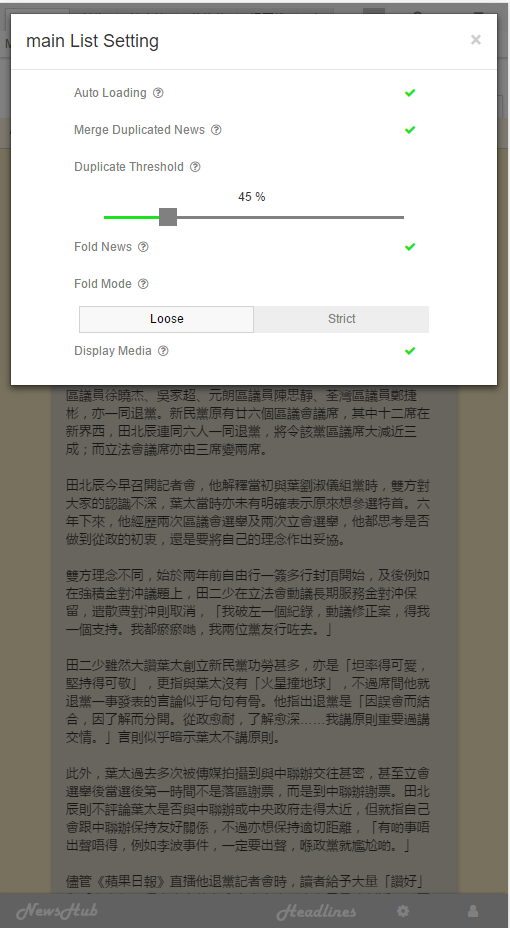 main List Setting
×
Auto Loading
Merge Duplicated News
Duplicate Threshold
45 %
Fold News
Fold Mode
Loose
Strict
Display Media
區議員徐曉杰、吳家超、元朗區議員陳思靜、荃灣區議員鄭捷
彬，亦一同退黨。新民黨原有廿六個區議會議席，其中十二席在
新界西，田北辰連同六人一同退黨，將令該黨區議席大減近三
成；而立法會議席亦由三席變兩席。
田北辰今早召開記者會，他解釋當初與葉劉淑儀組黨時，雙方對
大家的認識不深，葉太當時亦未有明確表示原來想參選特首。六
年下來，他經歷兩次區議會選舉及兩次立會選舉，他都思考是否
做到從政的初衷，還是要將自己的理念作出妥協。
雙方理念不同，始於兩年前自由行一簽多行封頂開始，及後例如
在強積金對沖議題上，田二少在立法會動議長期服務金對沖保
留，遣散費對沖則取消，「我破左一個紀錄，動議修正案，得我
一個支持。我都瘀瘀哋，我兩位黨友行咗去。」
田二少雖然大讚葉太創立新民黨功勞甚多，亦是「坦率得可愛，
堅持得可敬」，更指與葉太沒有「火星撞地球」，不過席間他就
退黨一事發表的言論似乎句句有骨。他指出退黨是「因誤會而結
合，因了解而分開。從政愈耐，了解愈深……我講原則重要過講
交情。」言則似乎暗示葉太不講原則。
此外，葉太過去多次被傳媒拍攝到與中聯辦交往甚密，甚至立會
選舉後當選後第一時間不是落區謝票，而是到中聯辦謝票。田北
辰則不評論葉太是否與中聯辦或中央政府走得太近，但就指自己
會跟中聯辦保持友好關係，不過亦想保持適切距離，「有啲事唔
出聲唔得，例如李波事件，一定要出聲，喺政黨就尷尬啲。」
儘管《蘋果日報》直播他退黨記者會時，讀者給予大量「讚好」
NewsHub
Headlines